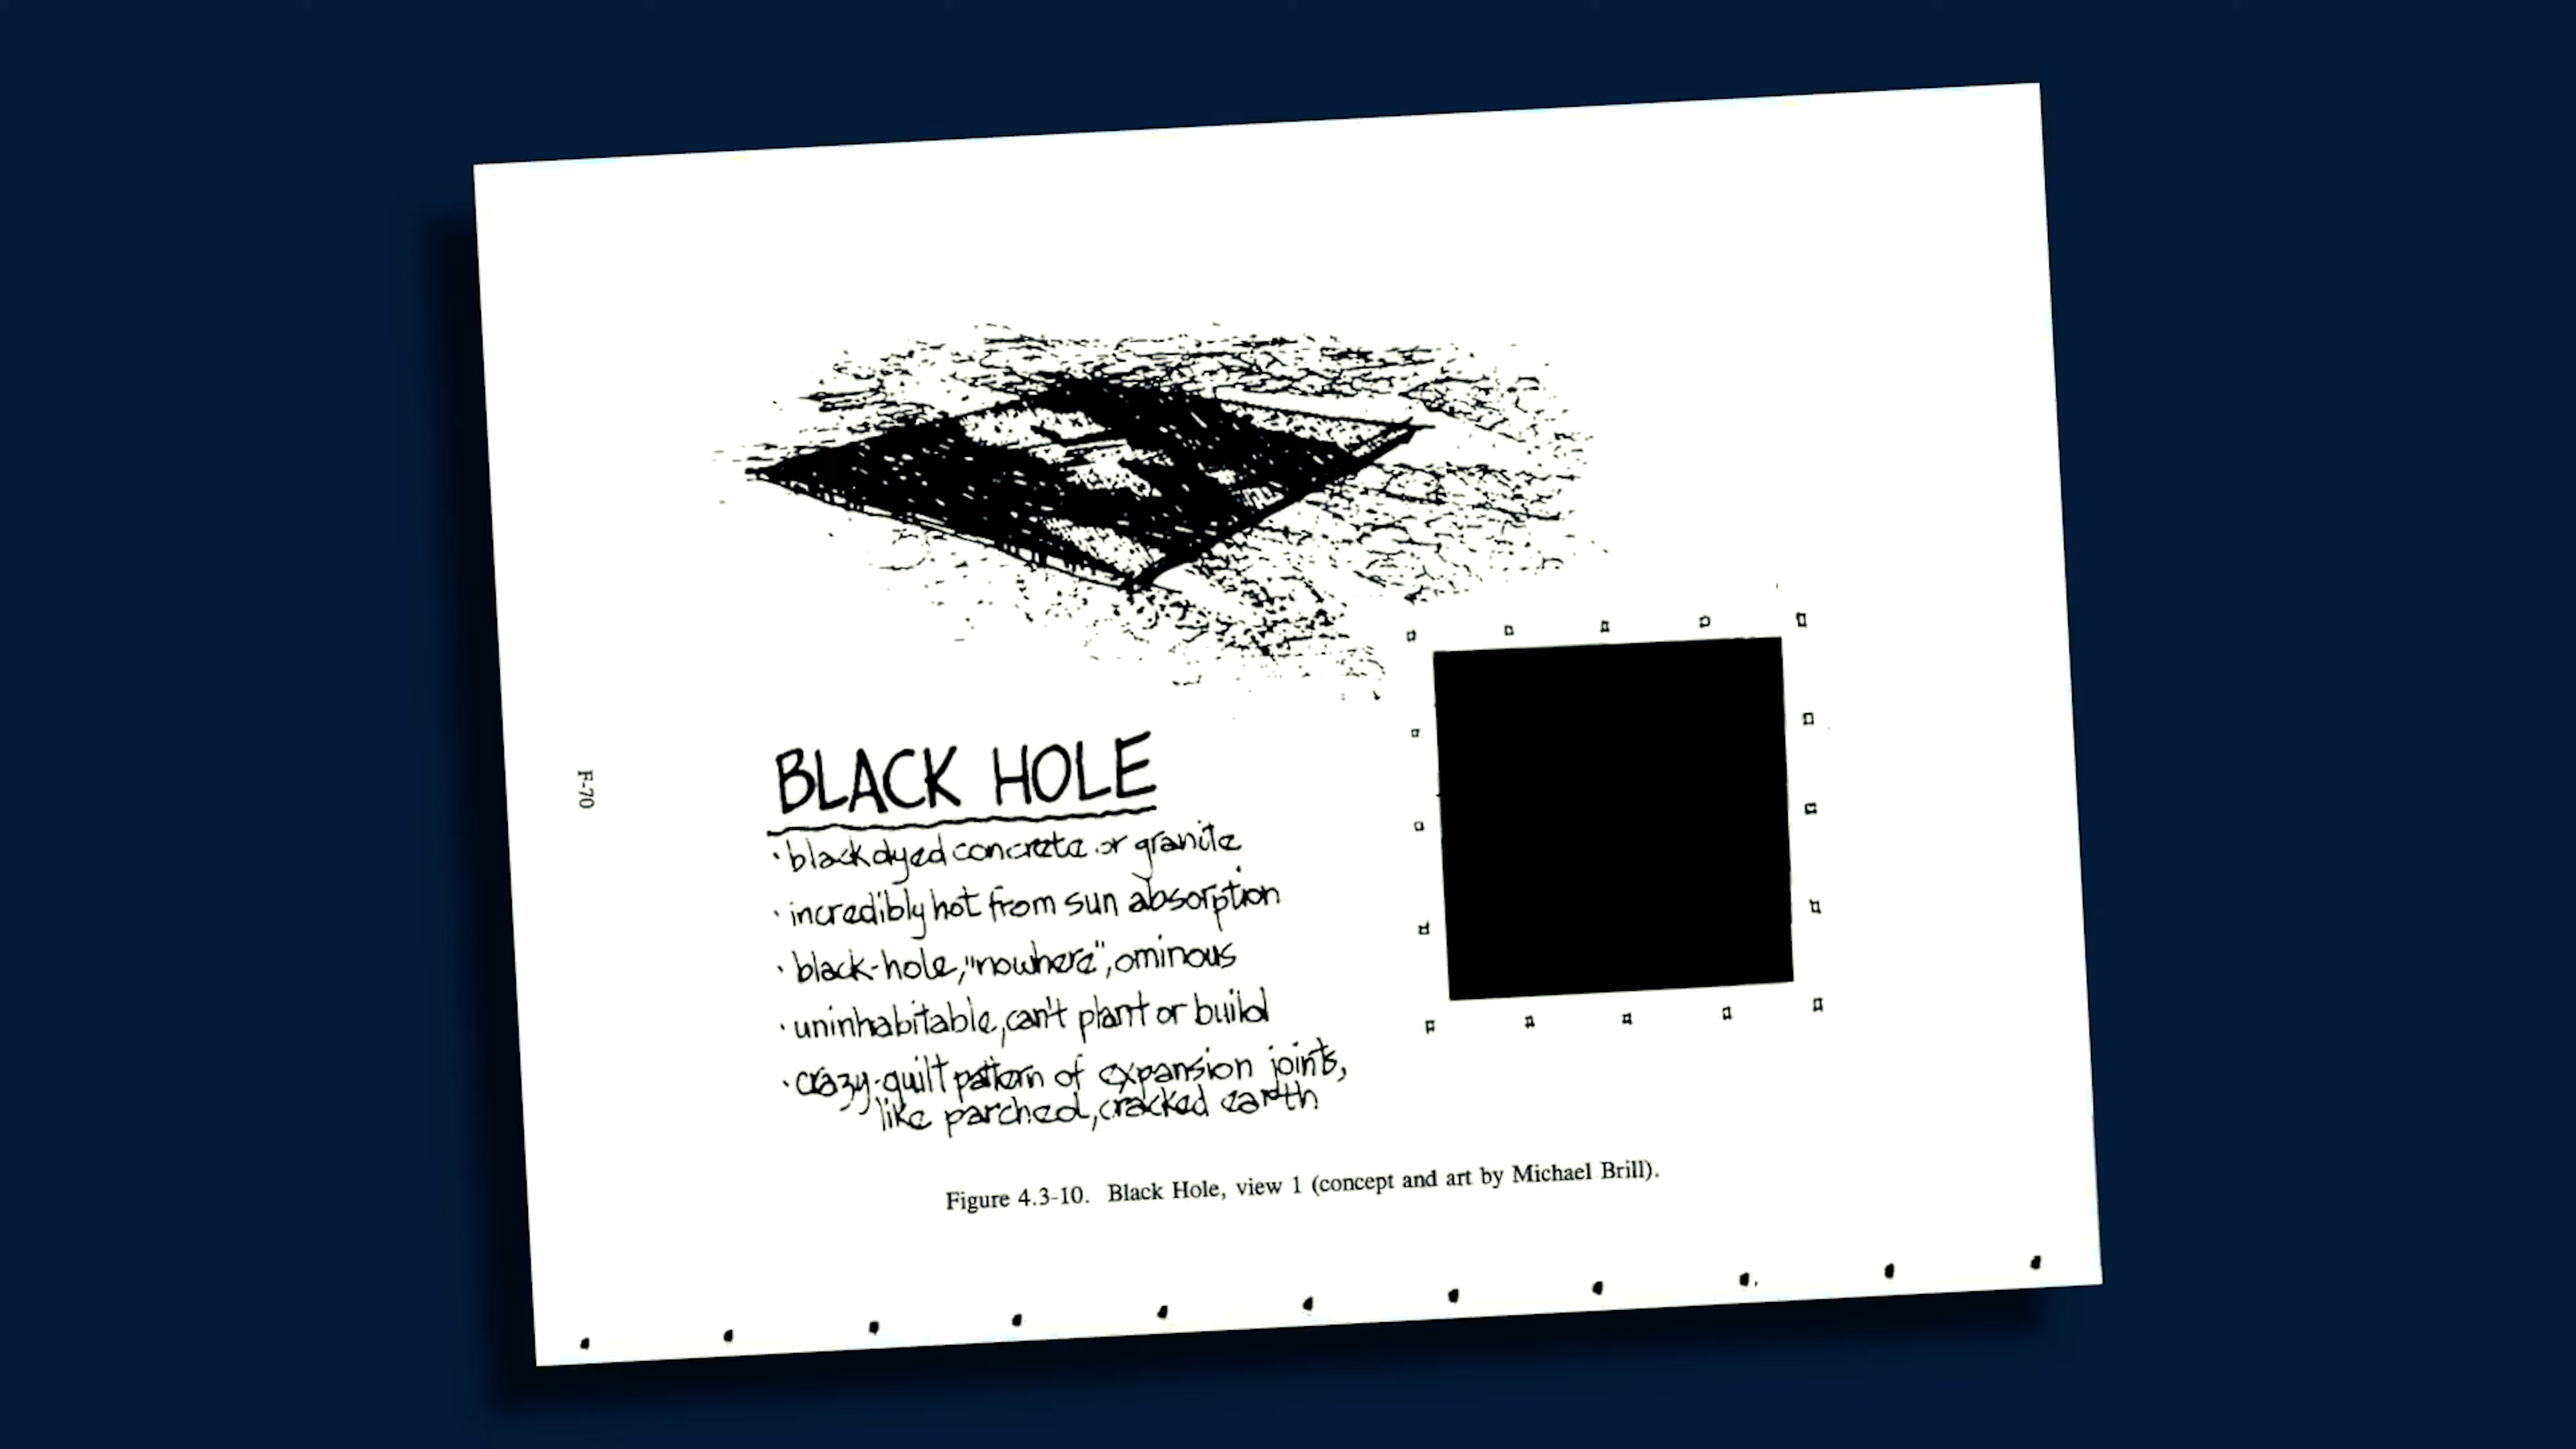 F-70
BLACK HOLE
· black dyed concrete or granite
· incredibly hot from sun absorption
· black-hole, "nowhere", ominous
· uninhabitable, can't plant or build
· crazy-quilt pattern of expansion joints,
like parched, cracked earth
Figure 4.3-10. Black Hole, view 1 (concept and art by Michael Brill).